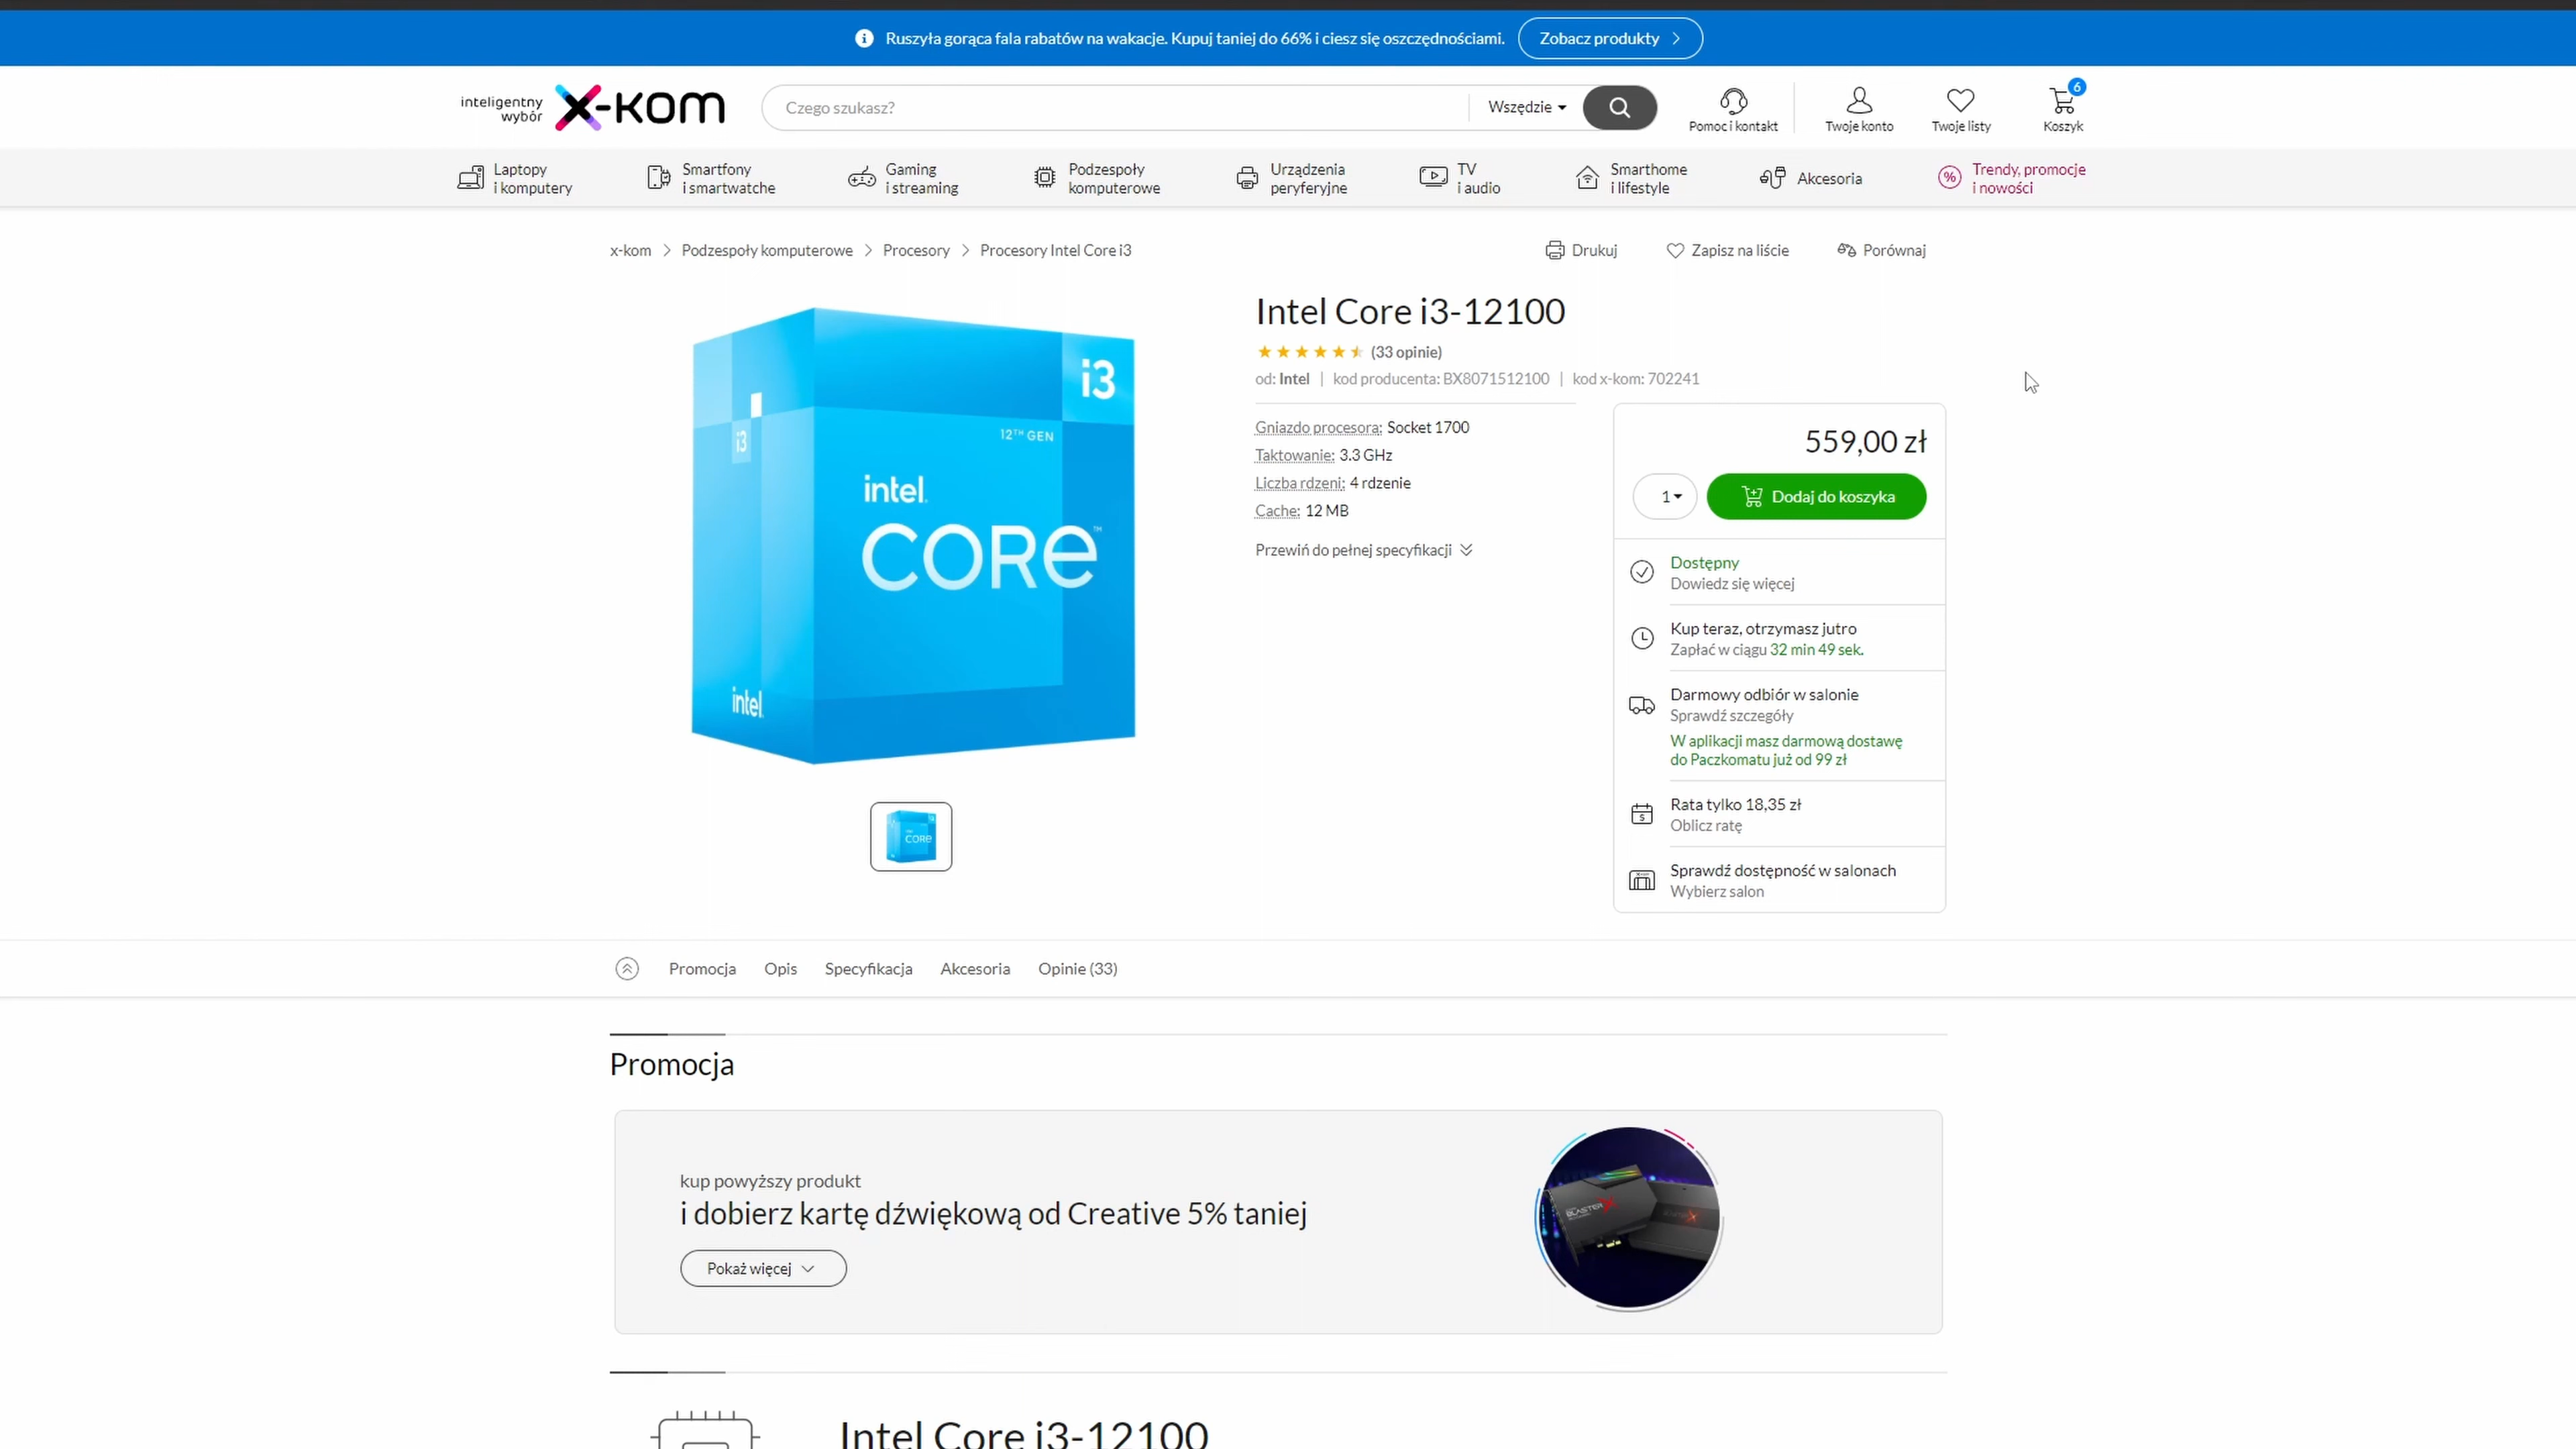 Ruszyła gorąca fala rabatów na wakacje. Kupuj taniej do 66% i ciesz się oszczędnościami.
Zobacz produkty
inteligentny
wybór
x-kom
Czego szukasz?
Wszędzie
Pomoc i kontakt
Twoje konto
Twoje listy
6
Koszyk
Laptopy
i komputery
Smartfony
i smartwatche
Gaming
i streaming
Podzespoły
komputerowe
Urządzenia
peryferyjne
TV
i audio
Smarthome
i lifestyle
Akcesoria
Trendy, promocje
i nowości
x-kom > Podzespoły komputerowe > Procesory > Procesory Intel Core i3
Drukuj
Zapisz na liście
Porównaj
i3
i3
12TH GEN
intel.
CORE™
intel.
CORE
Intel Core i3-12100
(33 opinie)
od: Intel | kod producenta: BX8071512100 | kod x-kom: 702241
Gniazdo procesora: Socket 1700
Taktowanie: 3.3 GHz
Liczba rdzeni: 4 rdzenie
Cache: 12 MB
Przewiń do pełnej specyfikacji
559,00 zł
1
Dodaj do koszyka
Dostępny
Dowiedz się więcej
Kup teraz, otrzymasz jutro
Zapłać w ciągu 32 min 49 sek.
Darmowy odbiór w salonie
Sprawdź szczegóły
W aplikacji masz darmową dostawę
do Paczkomatu już od 99 zł
Rata tylko 18,35 zł
Oblicz ratę
Sprawdź dostępność w salonach
Wybierz salon
Promocja
Opis
Specyfikacja
Akcesoria
Opinie (33)
Promocja
kup powyższy produkt
i dobierz kartę dźwiękową od Creative 5% taniej
Pokaż więcej
Intel Core i3-12100